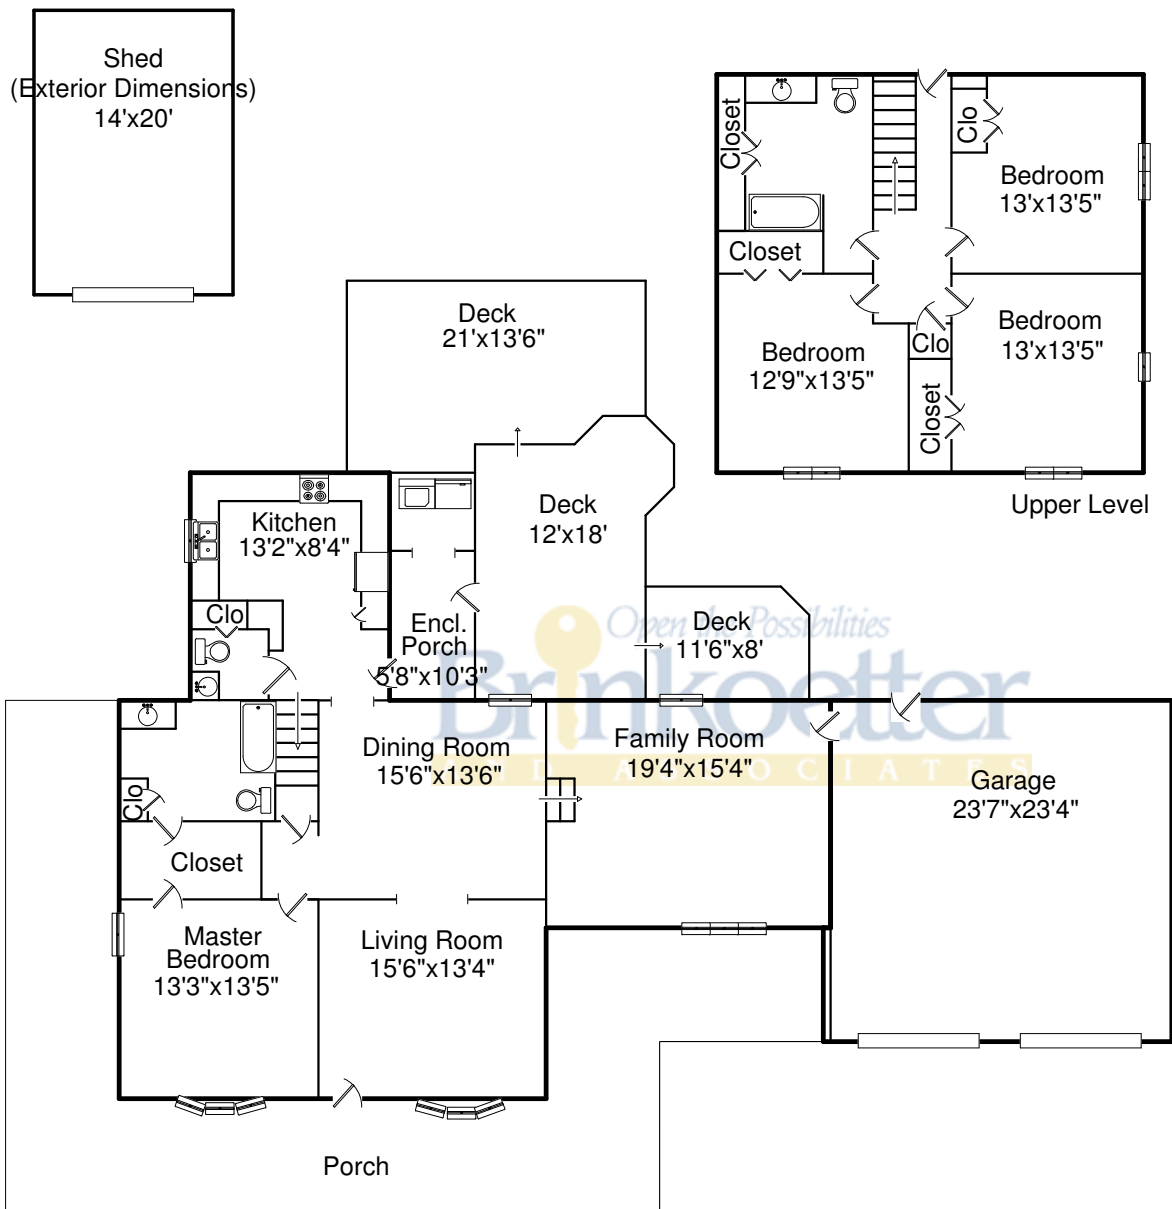 Shed
(Exterior Dimensions)
14'x20'
Closet
Clo
Bedroom
13'x13'5"
Closet
Bedroom
12'9"x13'5"
Clo
Bedroom
13'x13'5"
Closet
Upper Level
Deck
21'x13'6"
Kitchen
13'2"x8'4"
Deck
12'x18'
Clo
Encl.
Porch
5'8"x10'3"
Deck
11'6"x8'
Open the Possibilities
Brinkoetter
AND ASSOCIATES
Dining Room
15'6"x13'6"
Family Room
19'4"x15'4"
Garage
23'7"x23'4"
Clo
Closet
Master
Bedroom
13'3"x13'5"
Living Room
15'6"x13'4"
Porch